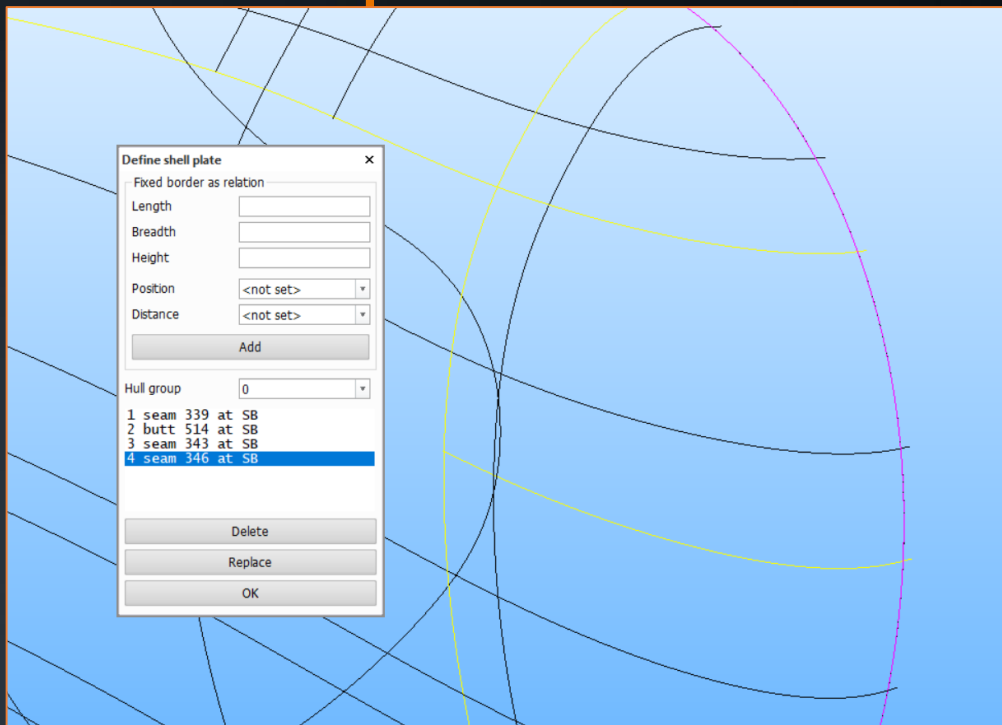 Define shell plate
Fixed border as relation
Length
Breadth
Height
Position <not set>
Distance <not set>
Add
Hull group 0
1 seam 339 at SB
2 butt 514 at SB
3 seam 343 at SB
4 seam 346 at SB
Delete
Replace
OK